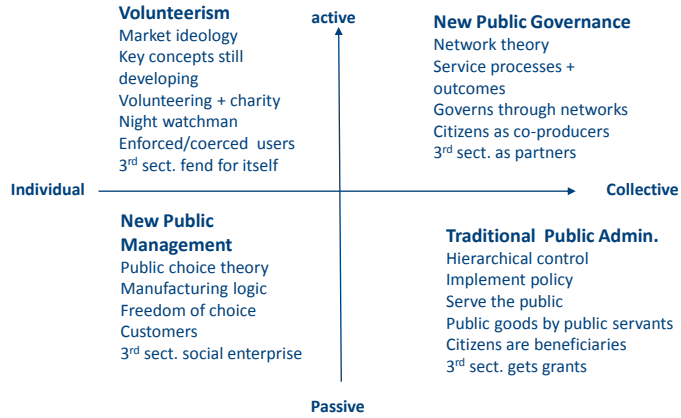 Volunteerism
Market ideology
Key concepts still
developing
Volunteering + charity
Night watchman
Enforced/coerced users
3rd sect. fend for itself
active
New Public Governance
Network theory
Service processes +
outcomes
Governs through networks
Citizens as co-producers
3rd sect. as partners
Individual
Collective
New Public
Management
Public choice theory
Manufacturing logic
Freedom of choice
Customers
3rd sect. social enterprise
Traditional Public Admin.
Hierarchical control
Implement policy
Serve the public
Public goods by public servants
Citizens are beneficiaries
3rd sect. gets grants
Passive